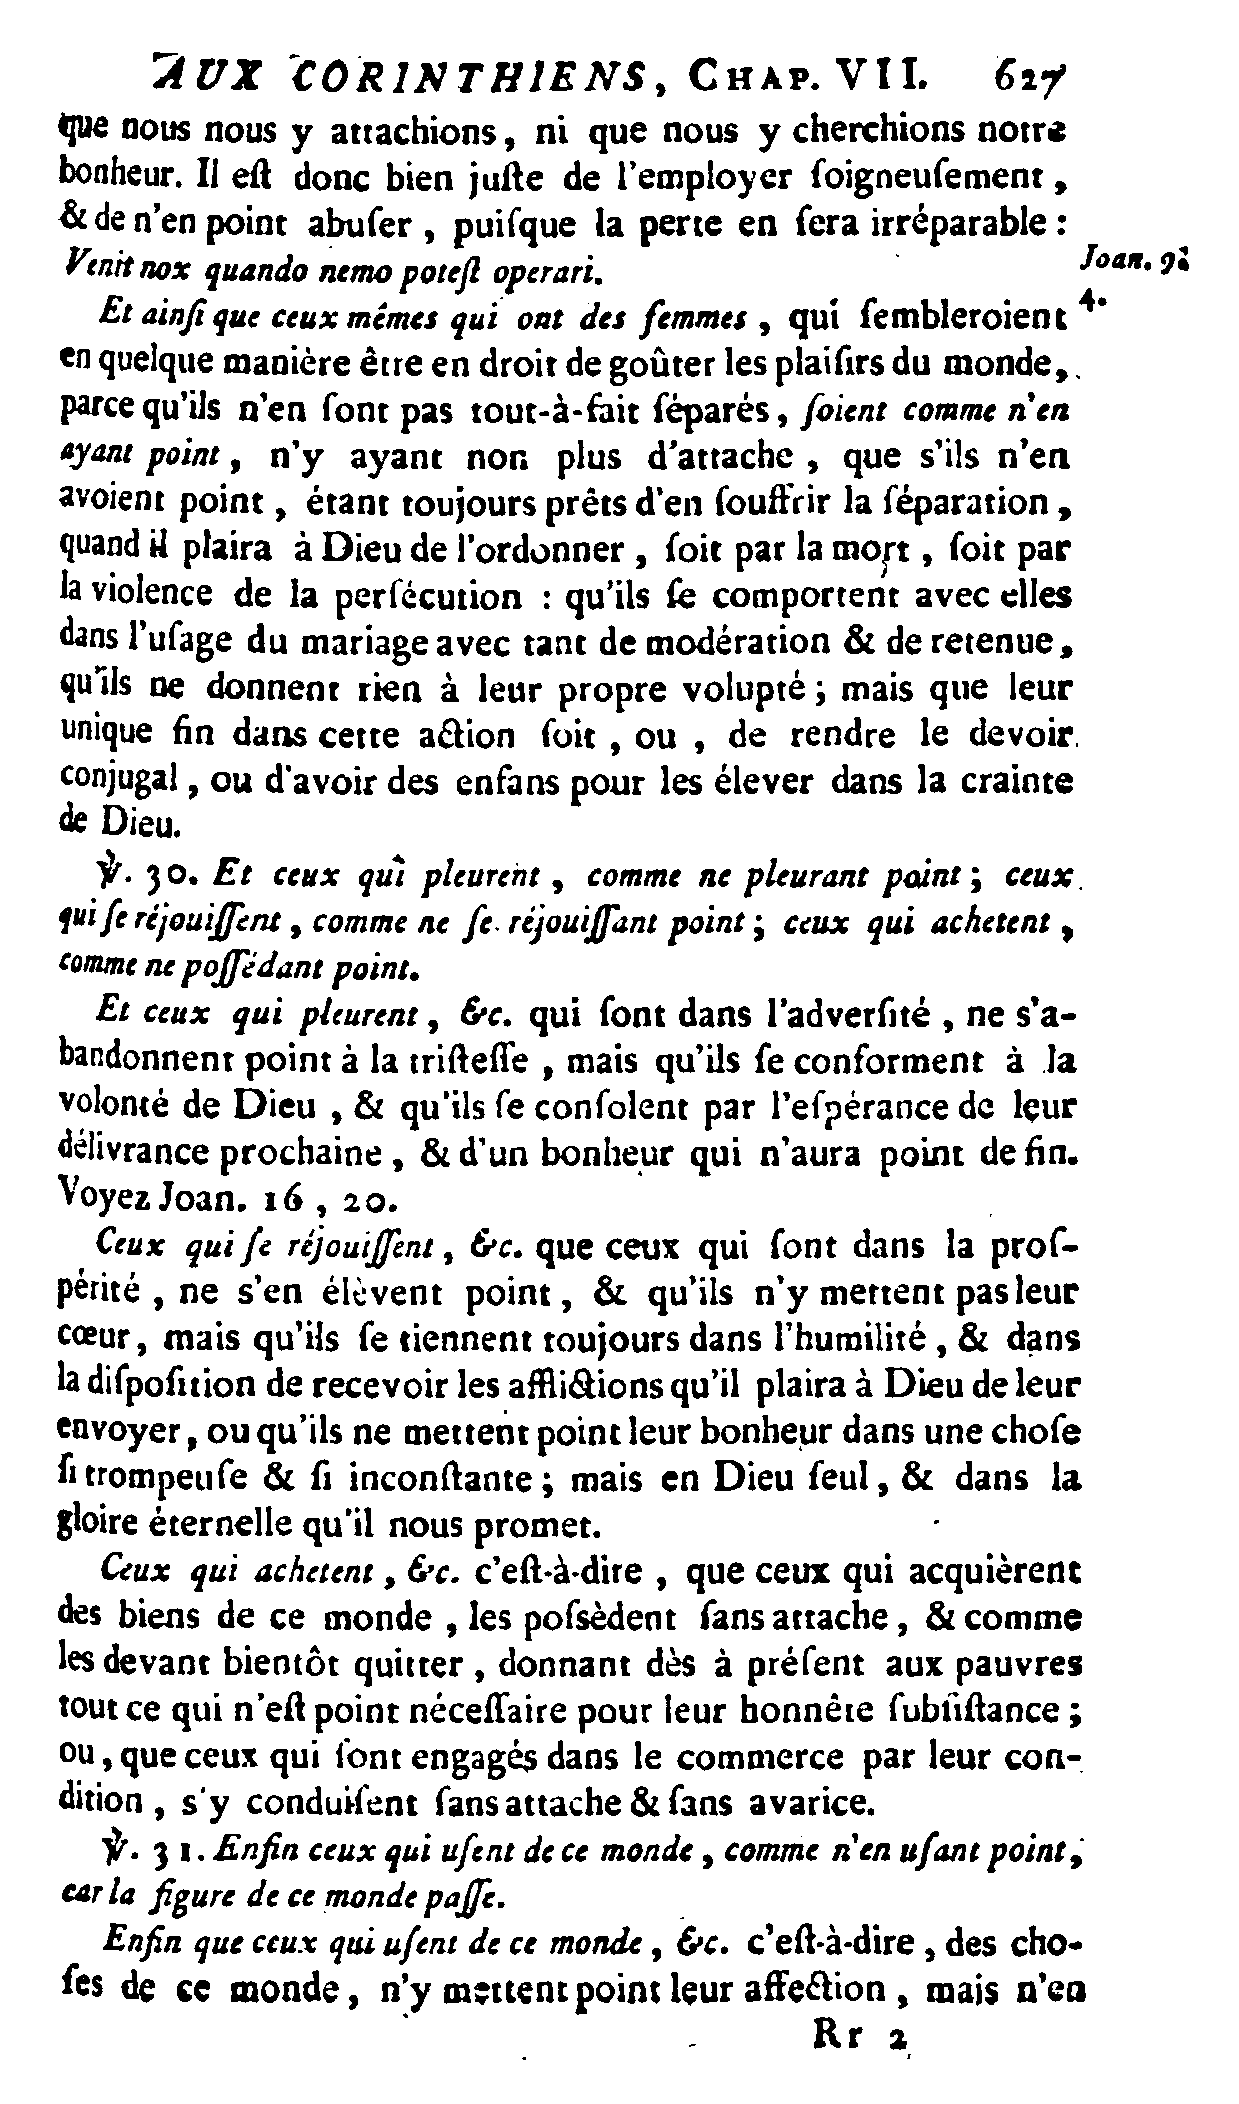 AUX CORINTHIENS, CHAP. VII. 627
que nous nous y attachions, ni que nous y cherchions notre
bonheur. Il eſt donc bien juſte de l'employer ſoigneuſement,
& de n'en point abuſer, puiſque la perte en ſera irréparable :
Venit nox quando nemo poteſt operari.
Joan. 9.
4.
Et ainſi que ceux mêmes qui ont des femmes, qui ſembleroient
en quelque manière être en droit de goûter les plaiſirs du monde,
parce qu'ils n'en ſont pas tout-à-fait ſéparés, ſoient comme n'en
ayant point, n'y ayant non plus d'attache, que s'ils n'en
avoient point, étant toujours prêts d'en ſouffrir la ſéparation,
quand il plaira à Dieu de l'ordonner, ſoit par la mort, ſoit par
la violence de la perſécution : qu'ils ſe comportent avec elles
dans l'uſage du mariage avec tant de modération & de retenue,
qu'ils ne donnent rien à leur propre volupté; mais que leur
unique fin dans cette action ſoit, ou, de rendre le devoir
conjugal, ou d'avoir des enfans pour les élever dans la crainte
de Dieu.
℣. 30. Et ceux qui pleurent, comme ne pleurant point; ceux
qui ſe réjouiſſent, comme ne ſe réjouiſſant point; ceux qui achetent,
comme ne poſſédant point.
Et ceux qui pleurent, &c. qui ſont dans l'adverſité, ne s'a-
bandonnent point à la triſteſſe, mais qu'ils ſe conforment à la
volonté de Dieu, & qu'ils ſe conſolent par l'eſpérance de leur
délivrance prochaine, & d'un bonheur qui n'aura point de fin.
Voyez Joan. 16, 20.
Ceux qui ſe réjouiſſent, &c. que ceux qui ſont dans la proſ-
périté, ne s'en élèvent point, & qu'ils n'y mettent pas leur
cœur, mais qu'ils ſe tiennent toujours dans l'humilité, & dans
la diſpoſition de recevoir les afflictions qu'il plaira à Dieu de leur
envoyer, ou qu'ils ne mettent point leur bonheur dans une choſe
ſi trompeuſe & ſi inconſtante; mais en Dieu ſeul, & dans la
gloire éternelle qu'il nous promet.
Ceux qui achetent, &c. c'eſt-à-dire, que ceux qui acquièrent
des biens de ce monde, les poſsèdent ſans attache, & comme
les devant bientôt quitter, donnant dès à préſent aux pauvres
tout ce qui n'eſt point néceſſaire pour leur honnête ſubſiſtance;
ou, que ceux qui ſont engagés dans le commerce par leur con-
dition, s'y conduiſent ſans attache & ſans avarice.
℣. 31. Enfin ceux qui uſent de ce monde, comme n'en uſant point;
car la figure de ce monde paſſe.
Enfin que ceux qui uſent de ce monde, &c. c'eſt-à-dire, des cho-
ſes de ce monde, n'y mettent point leur affection, mais n'en
Rr 2